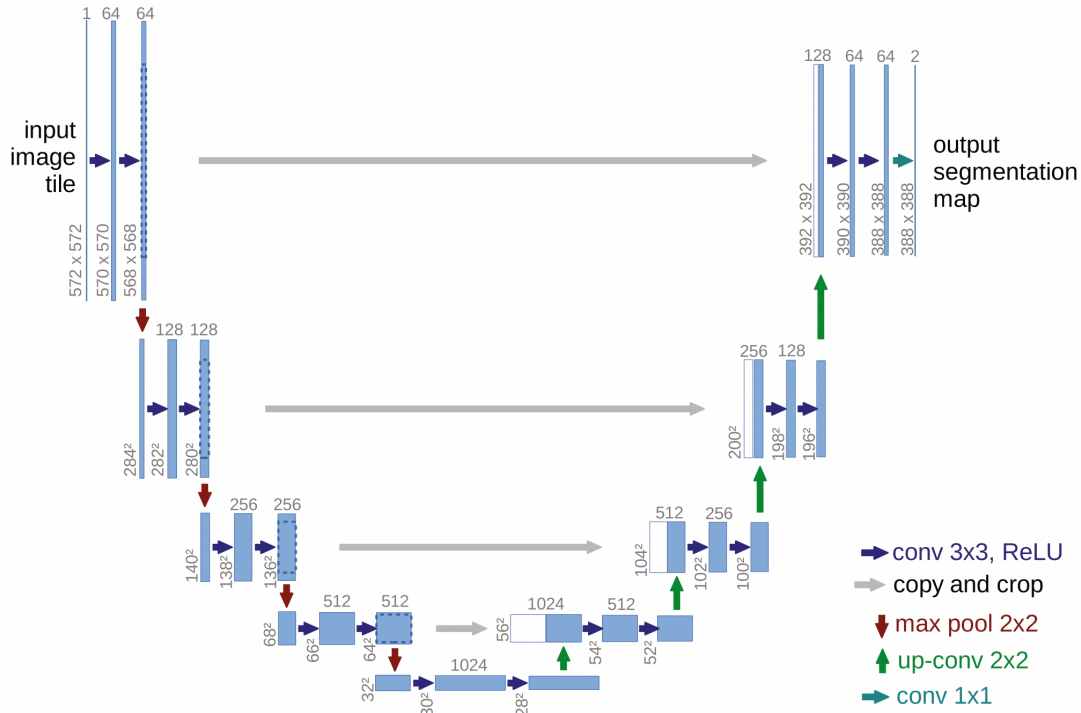 1 64 64
input
image
tile
572 x 572
570 x 570
568 x 568
128 64 64 2
output
segmentation
map
392 x 392
390 x 390
388 x 388
388 x 388
128 128
284²
282²
280²
256 128
200²
198²
196²
256 256
140²
138²
136²
512 256
104²
102²
100²
512 512
68²
66²
64²
1024 512
56²
54²
52²
1024
32²
30²
28²
conv 3x3, ReLU
copy and crop
max pool 2x2
up-conv 2x2
conv 1x1